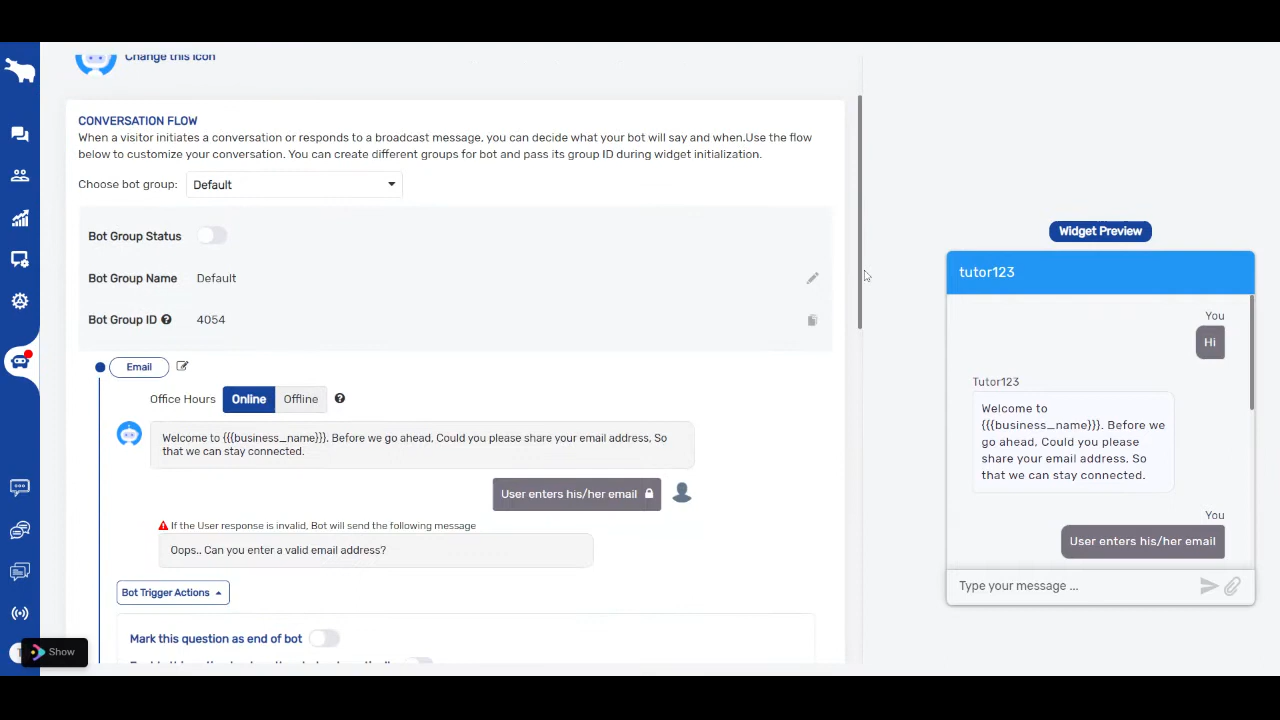 Change this icon
CONVERSATION FLOW
When a visitor initiates a conversation or responds to a broadcast message, you can decide what your bot will say and when.Use the flow
below to customize your conversation. You can create different groups for bot and pass its group ID during widget initialization.
Choose bot group: Default
Bot Group Status
Bot Group Name Default
Bot Group ID 4054
Email
Office Hours Online Offline
Welcome to {{{business_name}}}. Before we go ahead, Could you please share your email address, So
that we can stay connected.
User enters his/her email
If the User response is invalid, Bot will send the following message
Oops.. Can you enter a valid email address?
Bot Trigger Actions
Mark this question as end of bot
Show
Widget Preview
tutor123
You
Hi
Tutor123
Welcome to
{{{business_name}}}. Before we
go ahead, Could you please
share your email address, So
that we can stay connected.
You
User enters his/her email
Type your message ...